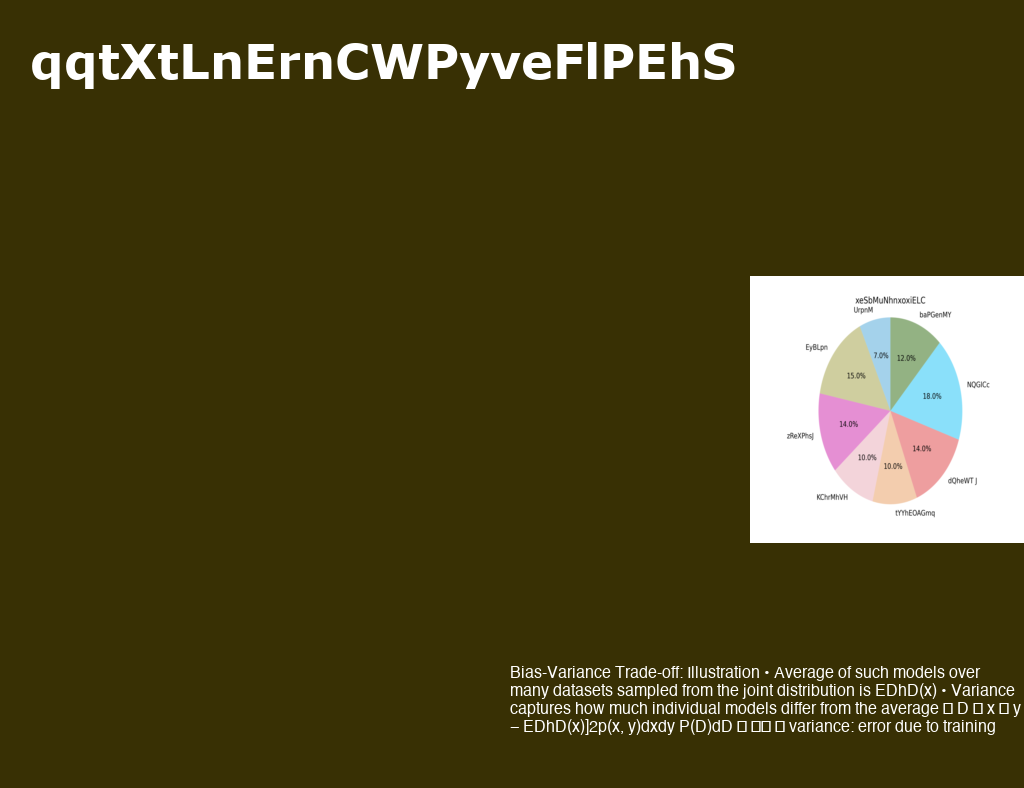 qqtXtLnErnCWPyveFlPEhS
xeSbMuNhnxoxiELC
UrpnM
baPGenMY
EyBLpn
7.0%
12.0%
15.0%
NQGICc
18.0%
14.0%
zReXPhsJ
14.0%
10.0%
10.0%
dQheWT J
KChrMhVH
tYYhEOAGmq
Bias-Variance Trade-off: Illustration • Average of such models over
many datasets sampled from the joint distribution is EDhD(x) • Variance
captures how much individual models differ from the average □ D □ x □ y
– EDhD(x)]2p(x, y)dxdy P(D)dD □ □□ □ variance: error due to training